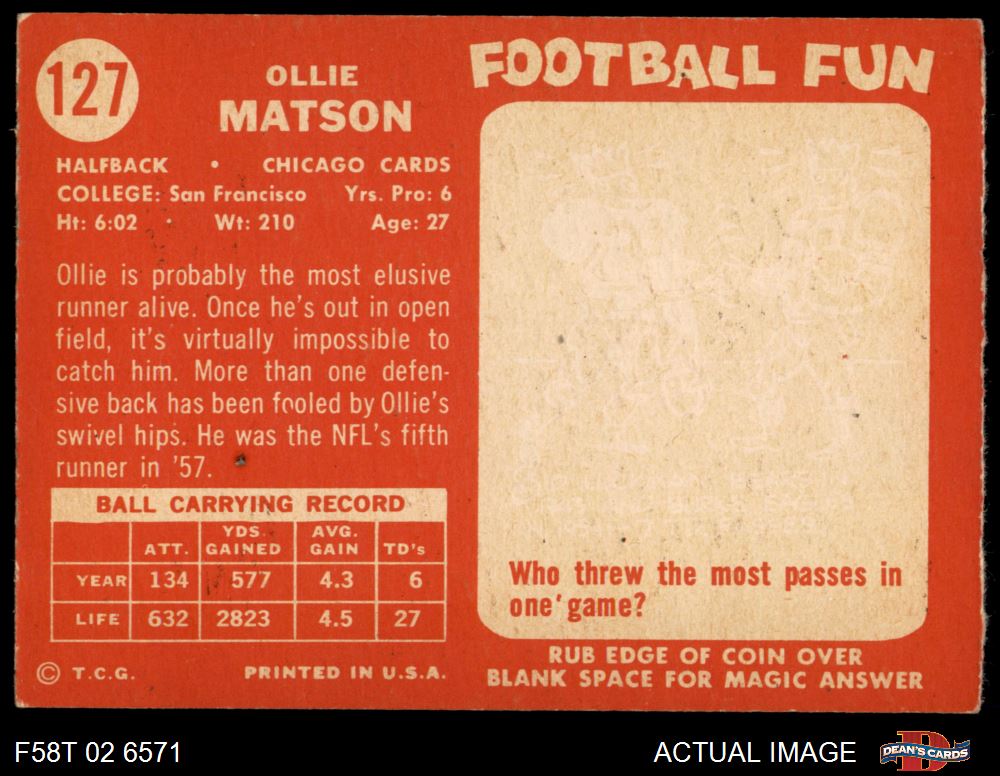 127
OLLIE
MATSON
HALFBACK • CHICAGO CARDS
COLLEGE: San Francisco Yrs. Pro: 6
Ht: 6:02 • Wt: 210 Age: 27
Ollie is probably the most elusive
runner alive. Once he's out in open
field, it's virtually impossible to
catch him. More than one defen-
sive back has been fooled by Ollie's
swivel hips. He was the NFL's fifth
runner in '57.
BALL CARRYING RECORD
ATT. YDS. GAINED AVG. GAIN TD's
YEAR 134 577 4.3 6
LIFE 632 2823 4.5 27
© T.C.G. PRINTED IN U.S.A.
FOOTBALL FUN
Who threw the most passes in
one game?
RUB EDGE OF COIN OVER
BLANK SPACE FOR MAGIC ANSWER
F58T 02 6571
ACTUAL IMAGE
D
DEAN'S CARDS